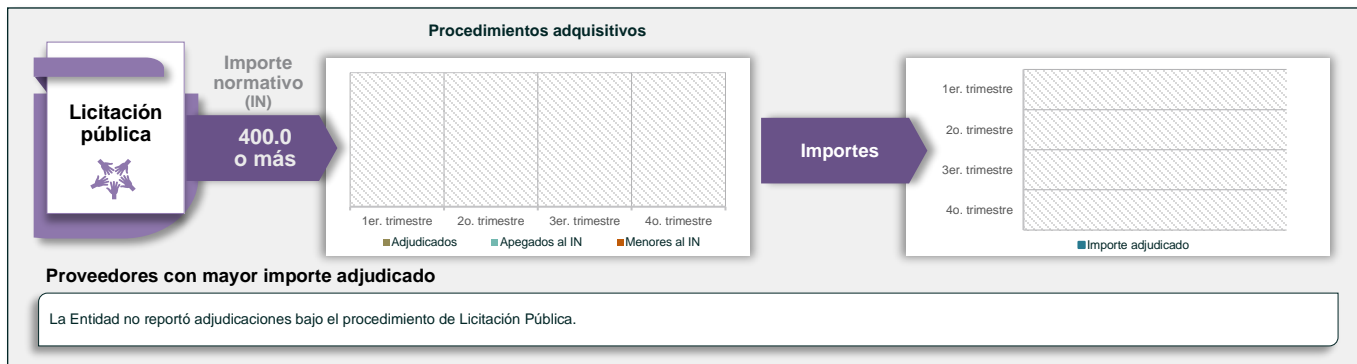 Procedimientos adquisitivos
Licitación
pública
Importe
normativo
(IN)
400.0
o más
1er. trimestre
2o. trimestre
3er. trimestre
4o. trimestre
Adjudicados
Apegados al IN
Menores al IN
Importes
1er. trimestre
2o. trimestre
3er. trimestre
4o. trimestre
Importe adjudicado
Proveedores con mayor importe adjudicado
La Entidad no reportó adjudicaciones bajo el procedimiento de Licitación Pública.